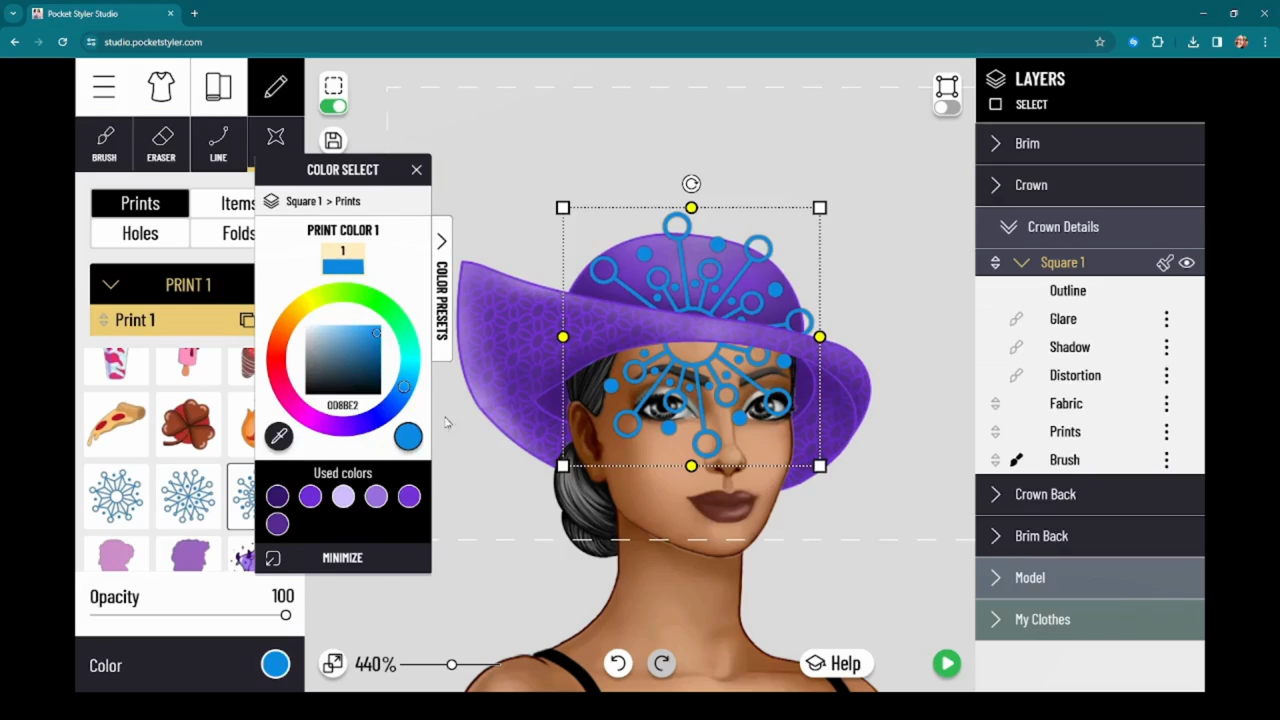 Pocket Styler Studio
studio.pocketstyler.com
BRUSH
ERASER
LINE
Prints
Items
Holes
Folds
PRINT 1
Print 1
Opacity
100
Color
COLOR SELECT
Square 1 > Prints
PRINT COLOR 1
1
0D8BE2
COLOR PRESETS
Used colors
MINIMIZE
440%
Help
LAYERS
SELECT
Brim
Crown
Crown Details
Square 1
Outline
Glare
Shadow
Distortion
Fabric
Prints
Brush
Crown Back
Brim Back
Model
My Clothes